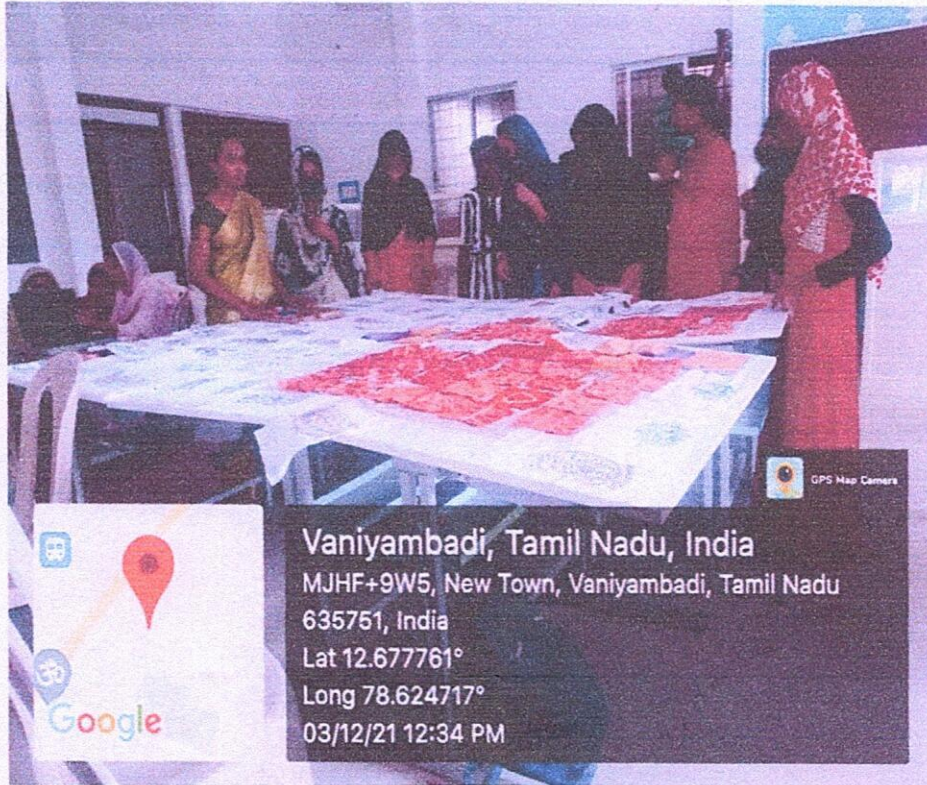 GPS Map Camera
Vaniyambadi, Tamil Nadu, India
MJHF+9W5, New Town, Vaniyambadi, Tamil Nadu
635751, India
Lat 12.677761°
Long 78.624717°
03/12/21 12:34 PM
ॐ
Google